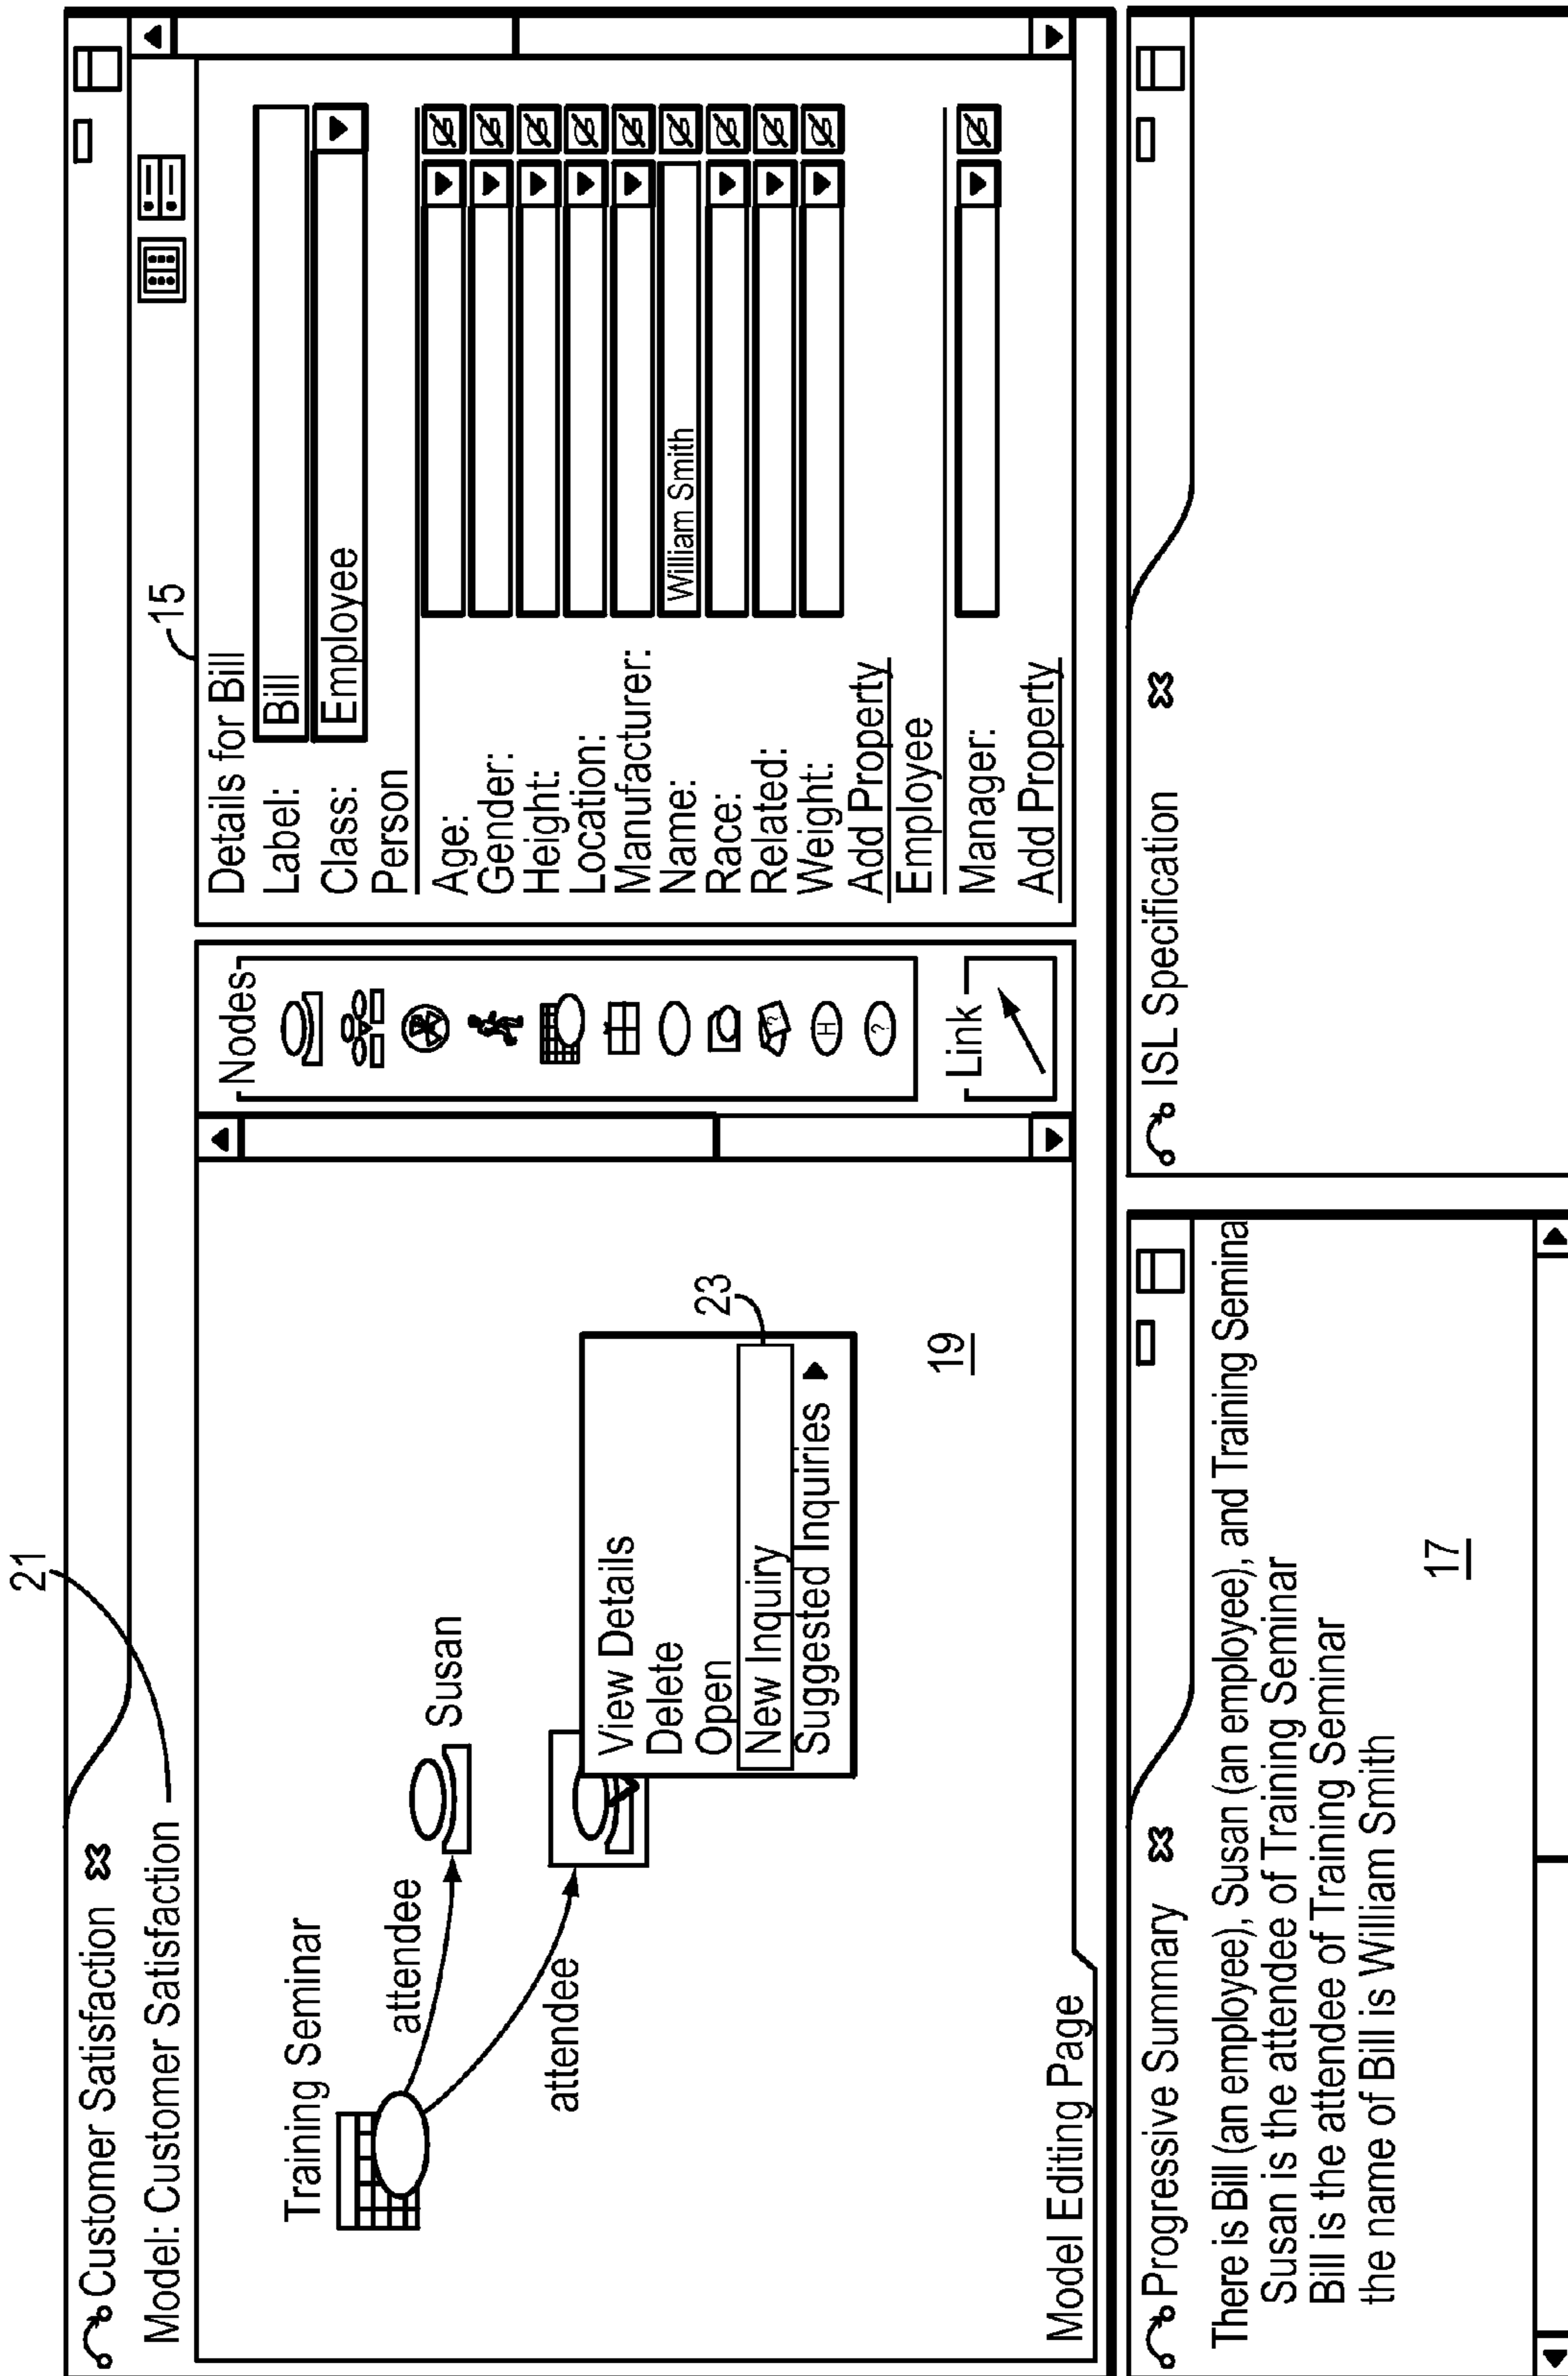 21
Customer Satisfaction
Model: Customer Satisfaction
Training Seminar
attendee
Susan
attendee
View Details
Delete
Open
New Inquiry
Suggested Inquiries
23
19
Model Editing Page
Nodes
R
H
?
?
Link
15
Details for Bill
Label: Bill
Class: Employee
Person
Age:
Gender:
Height:
Location:
Manufacturer:
Name: William Smith
Race:
Related:
Weight:
Add Property
Employee
Manager:
Add Property
Progressive Summary
There is Bill (an employee), Susan (an employee), and Training Semina
Susan is the attendee of Training Seminar
Bill is the attendee of Training Seminar
the name of Bill is William Smith
17
ISL Specification